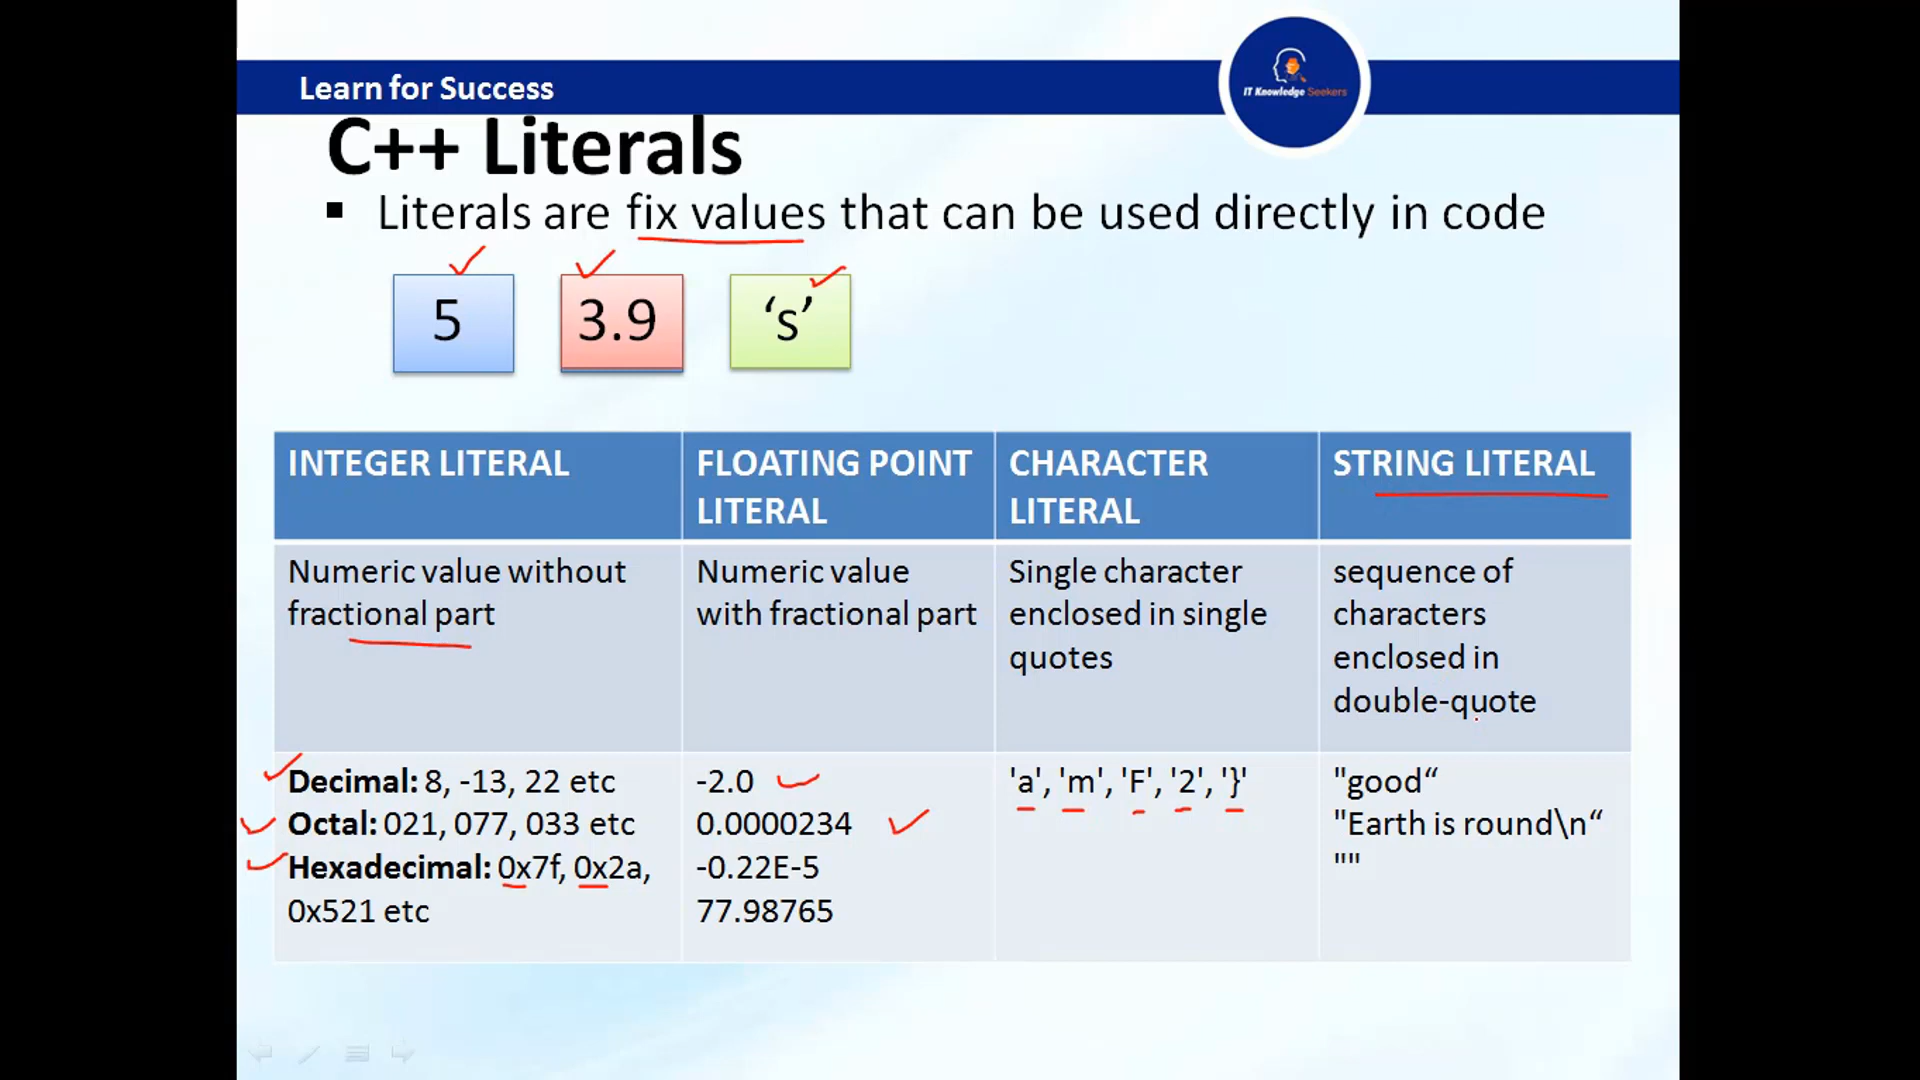 Learn for Success
IT Knowledge Seekers
C++ Literals
▪ Literals are fix values that can be used directly in code
5
3.9
‘s’
INTEGER LITERAL
FLOATING POINT
LITERAL
CHARACTER
LITERAL
STRING LITERAL
Numeric value without
fractional part
Numeric value
with fractional part
Single character
enclosed in single
quotes
sequence of
characters
enclosed in
double-quote
Decimal: 8, -13, 22 etc
Octal: 021, 077, 033 etc
Hexadecimal: 0x7f, 0x2a,
0x521 etc
-2.0
0.0000234
-0.22E-5
77.98765
'a', 'm', 'F', '2', '}'
"good“
"Earth is round\n“
""